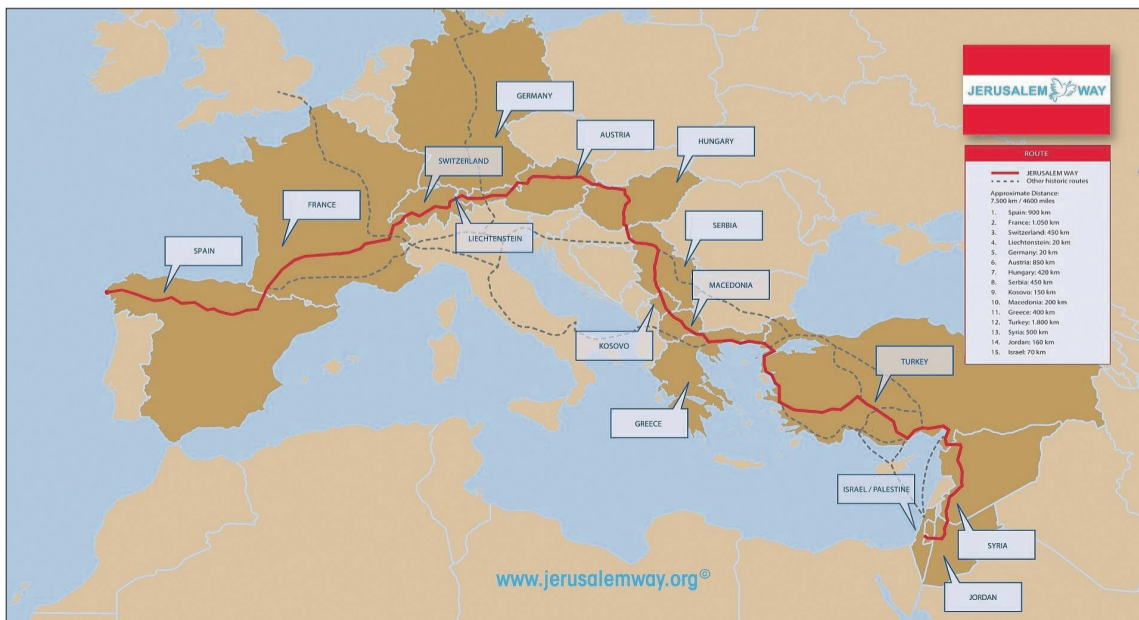 GERMANY
AUSTRIA
SWITZERLAND
HUNGARY
FRANCE
LIECHTENSTEIN
SERBIA
SPAIN
MACEDONIA
KOSOVO
TURKEY
GREECE
ISRAEL / PALESTINE
SYRIA
JORDAN
www.jerusalemway.org©
JERUSALEM WAY
ROUTE
JERUSALEM WAY
Other historic routes
Approximate Distance:
7.500 km / 4600 miles
1. Spain: 900 km
2. France: 1.050 km
3. Switzerland: 450 km
4. Liechtenstein: 20 km
5. Germany: 20 km
6. Austria: 850 km
7. Hungary: 420 km
8. Serbia: 450 km
9. Kosovo: 150 km
10. Macedonia: 200 km
11. Greece: 400 km
12. Turkey: 1.800 km
13. Syria: 500 km
14. Jordan: 160 km
15. Israel: 70 km